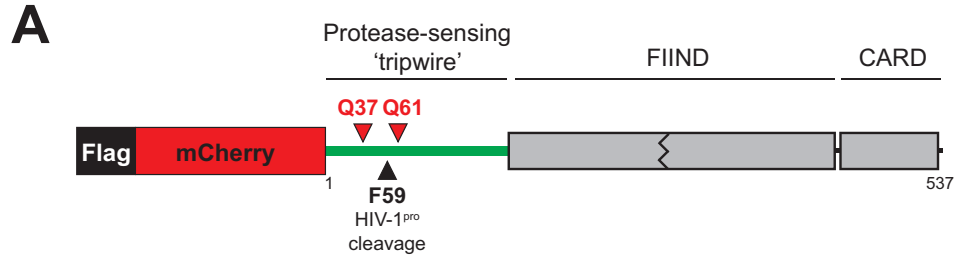 A
Protease-sensing
'tripwire'
FIIND
CARD
Q37 Q61
Flag
mCherry
1
537
F59
HIV-1pro
cleavage